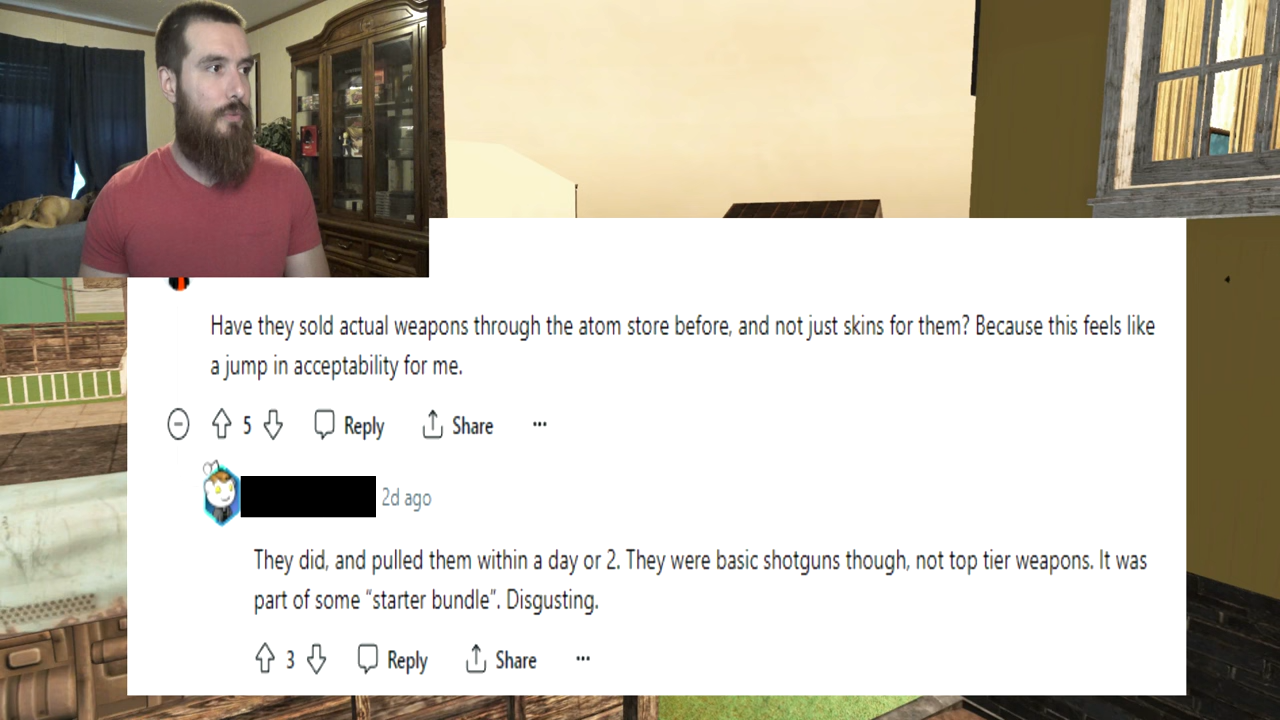 Have they sold actual weapons through the atom store before, and not just skins for them? Because this feels like
a jump in acceptability for me.
5 Reply Share ...
2d ago
They did, and pulled them within a day or 2. They were basic shotguns though, not top tier weapons. It was
part of some “starter bundle”. Disgusting.
3 Reply Share ...